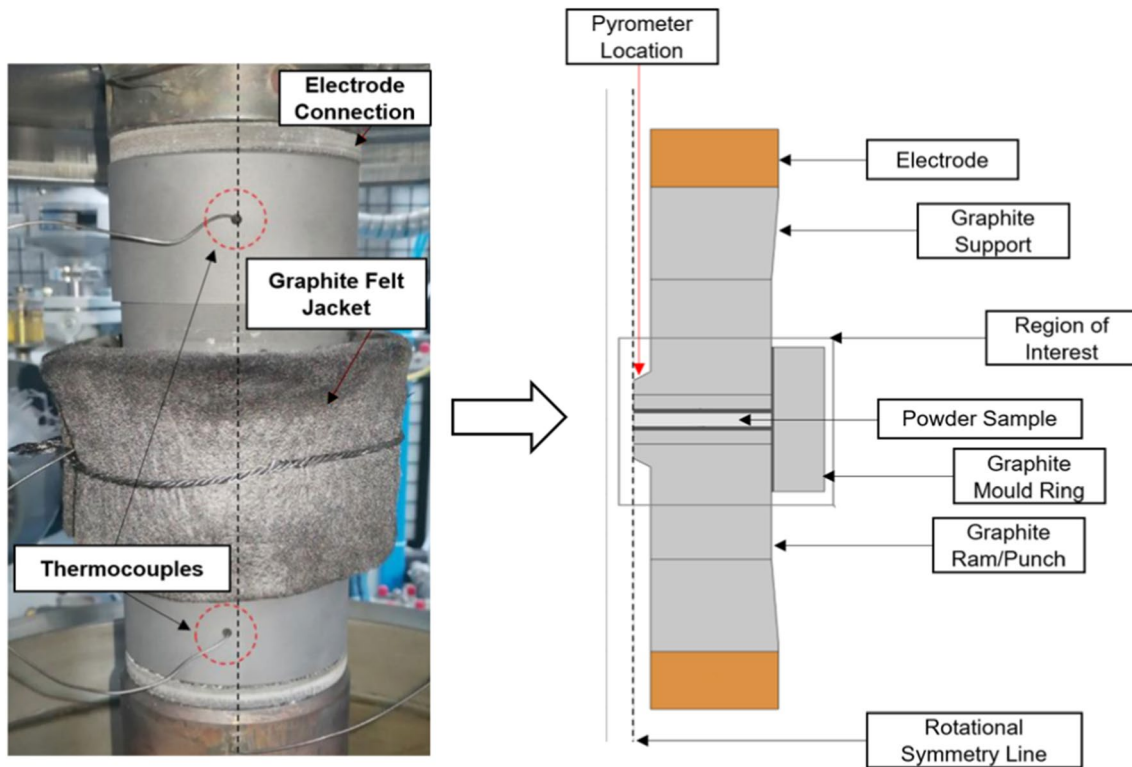 Electrode
Connection
Graphite Felt
Jacket
Thermocouples
Pyrometer
Location
Electrode
Graphite
Support
Region of
Interest
Powder Sample
Graphite
Mould Ring
Graphite
Ram/Punch
Rotational
Symmetry Line